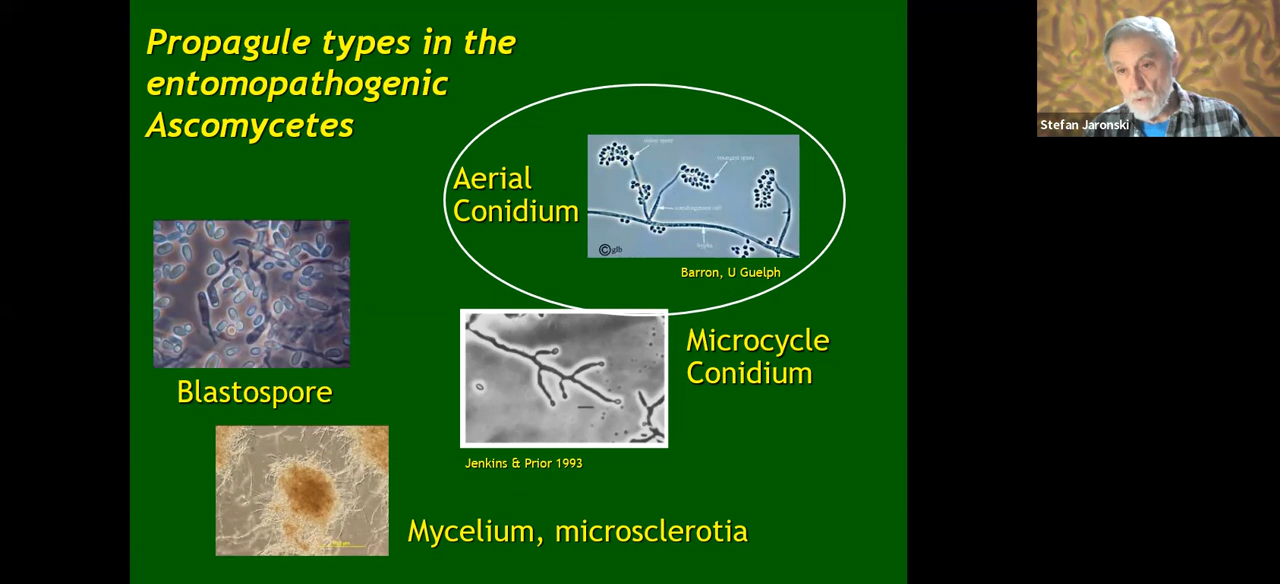 Propagule types in the
entomopathogenic
Ascomycetes
Stefan Jaronski
Aerial
Conidium
©glb
Barron, U Guelph
Microcycle
Conidium
Blastospore
Jenkins & Prior 1993
Mycelium, microsclerotia